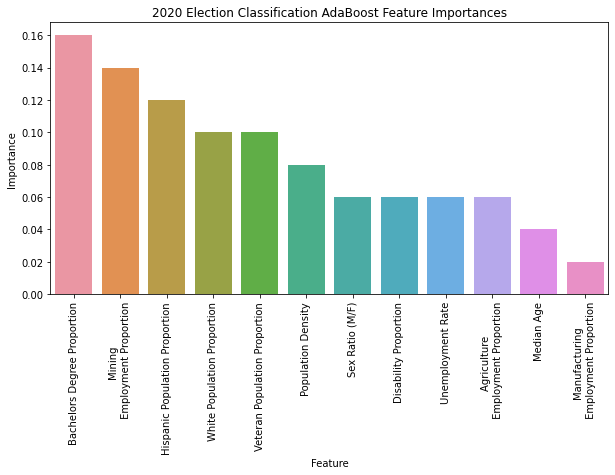 2020 Election Classification AdaBoost Feature Importances
Importance
0.16
0.14
0.12
0.10
0.08
0.06
0.04
0.02
0.00
Bachelors Degree Proportion
Mining
Employment Proportion
Hispanic Population Proportion
White Population Proportion
Veteran Population Proportion
Population Density
Sex Ratio (M/F)
Disability Proportion
Unemployment Rate
Agriculture
Employment Proportion
Median Age
Manufacturing
Employment Proportion
Feature